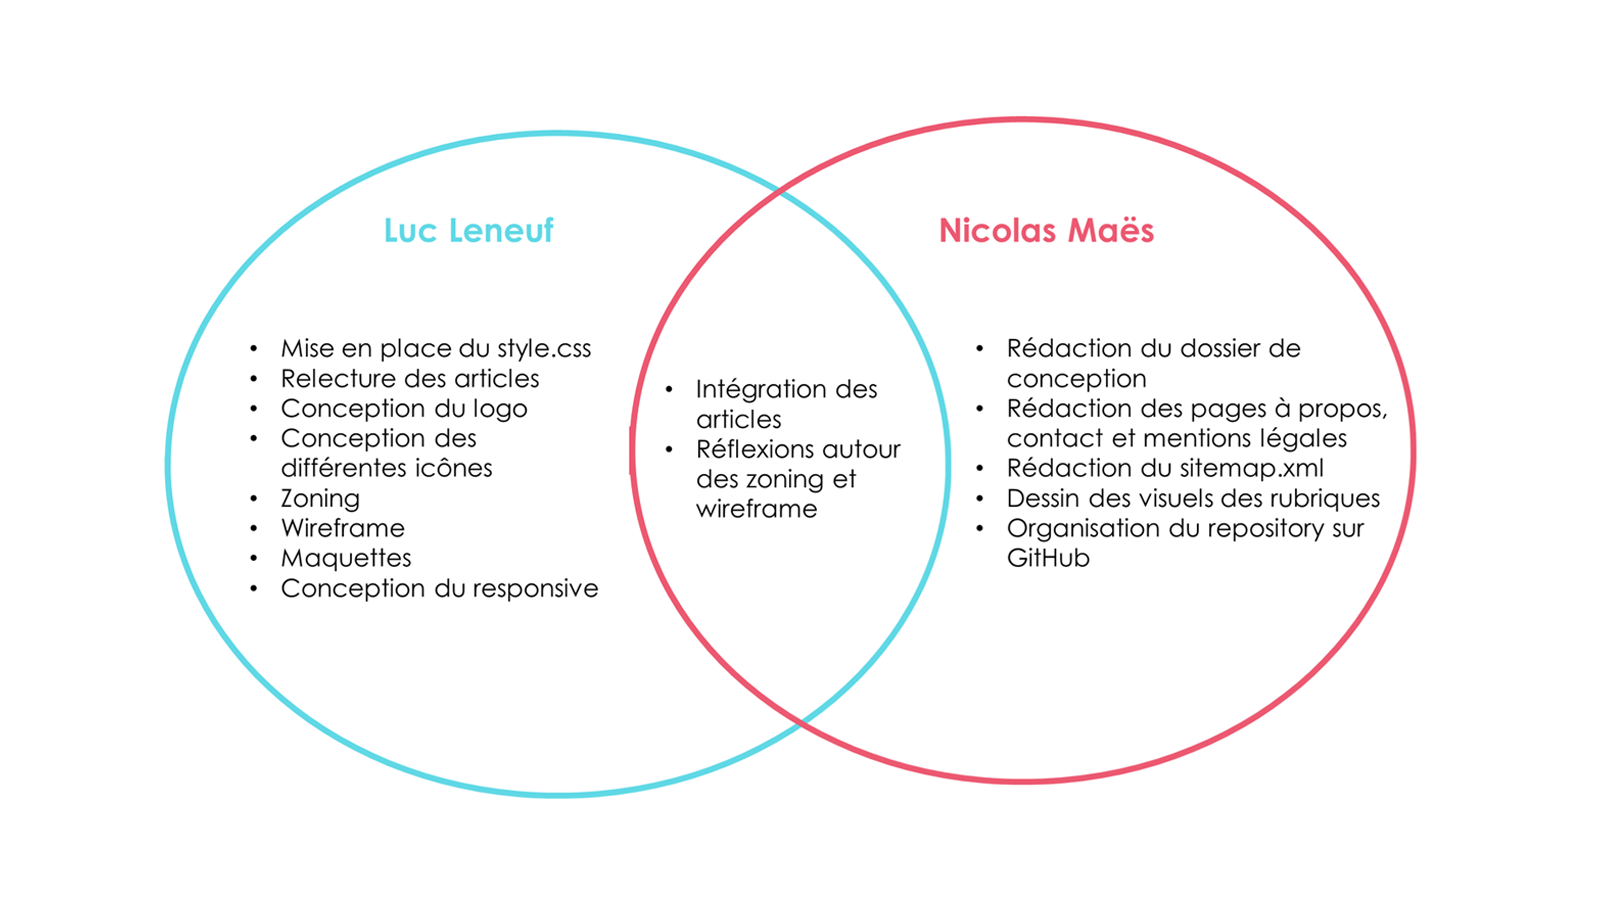 Luc Leneuf
• Mise en place du style.css
• Relecture des articles
• Conception du logo
• Conception des
différentes icônes
• Zoning
• Wireframe
• Maquettes
• Conception du responsive
• Intégration des
articles
• Réflexions autour
des zoning et
wireframe
Nicolas Maës
• Rédaction du dossier de
conception
• Rédaction des pages à propos,
contact et mentions légales
• Rédaction du sitemap.xml
• Dessin des visuels des rubriques
• Organisation du repository sur
GitHub